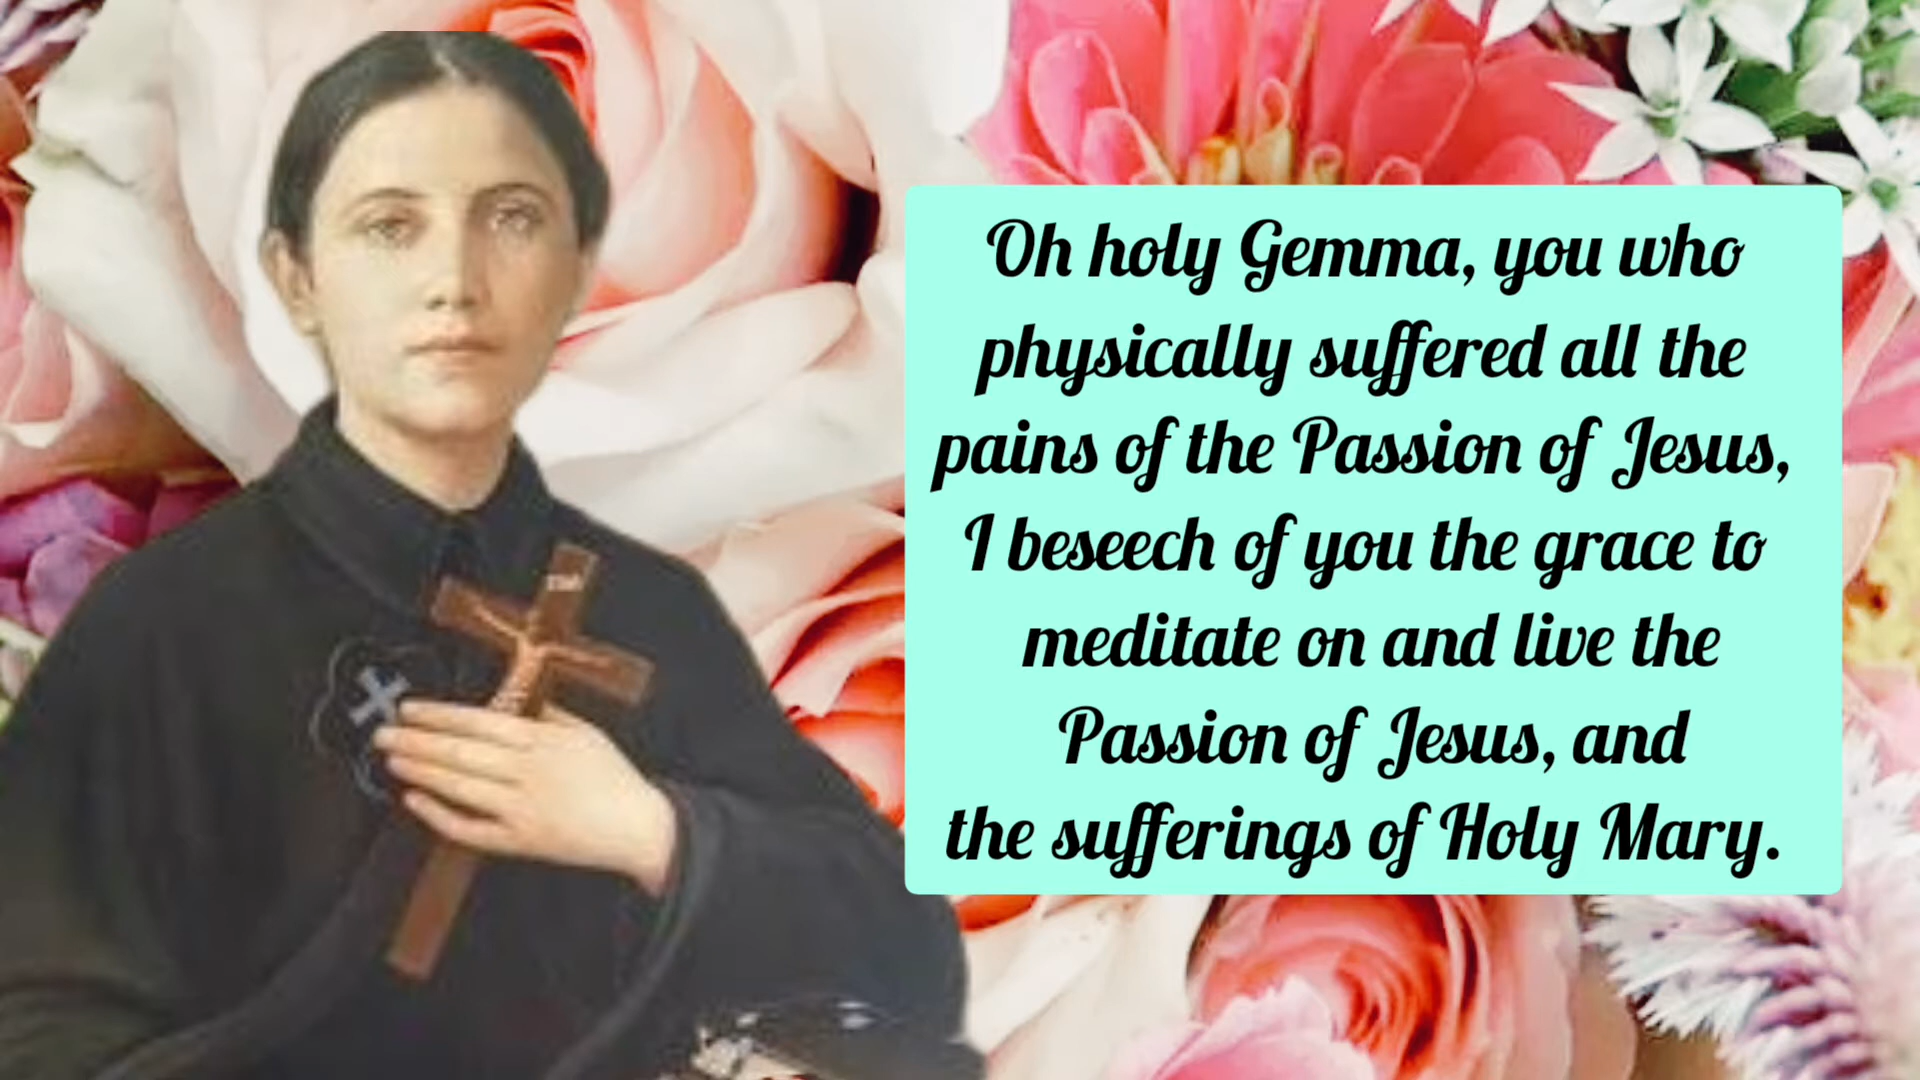 Oh holy Gemma, you who
physically suffered all the
pains of the Passion of Jesus,
I beseech of you the grace to
meditate on and live the
Passion of Jesus, and
the sufferings of Holy Mary.